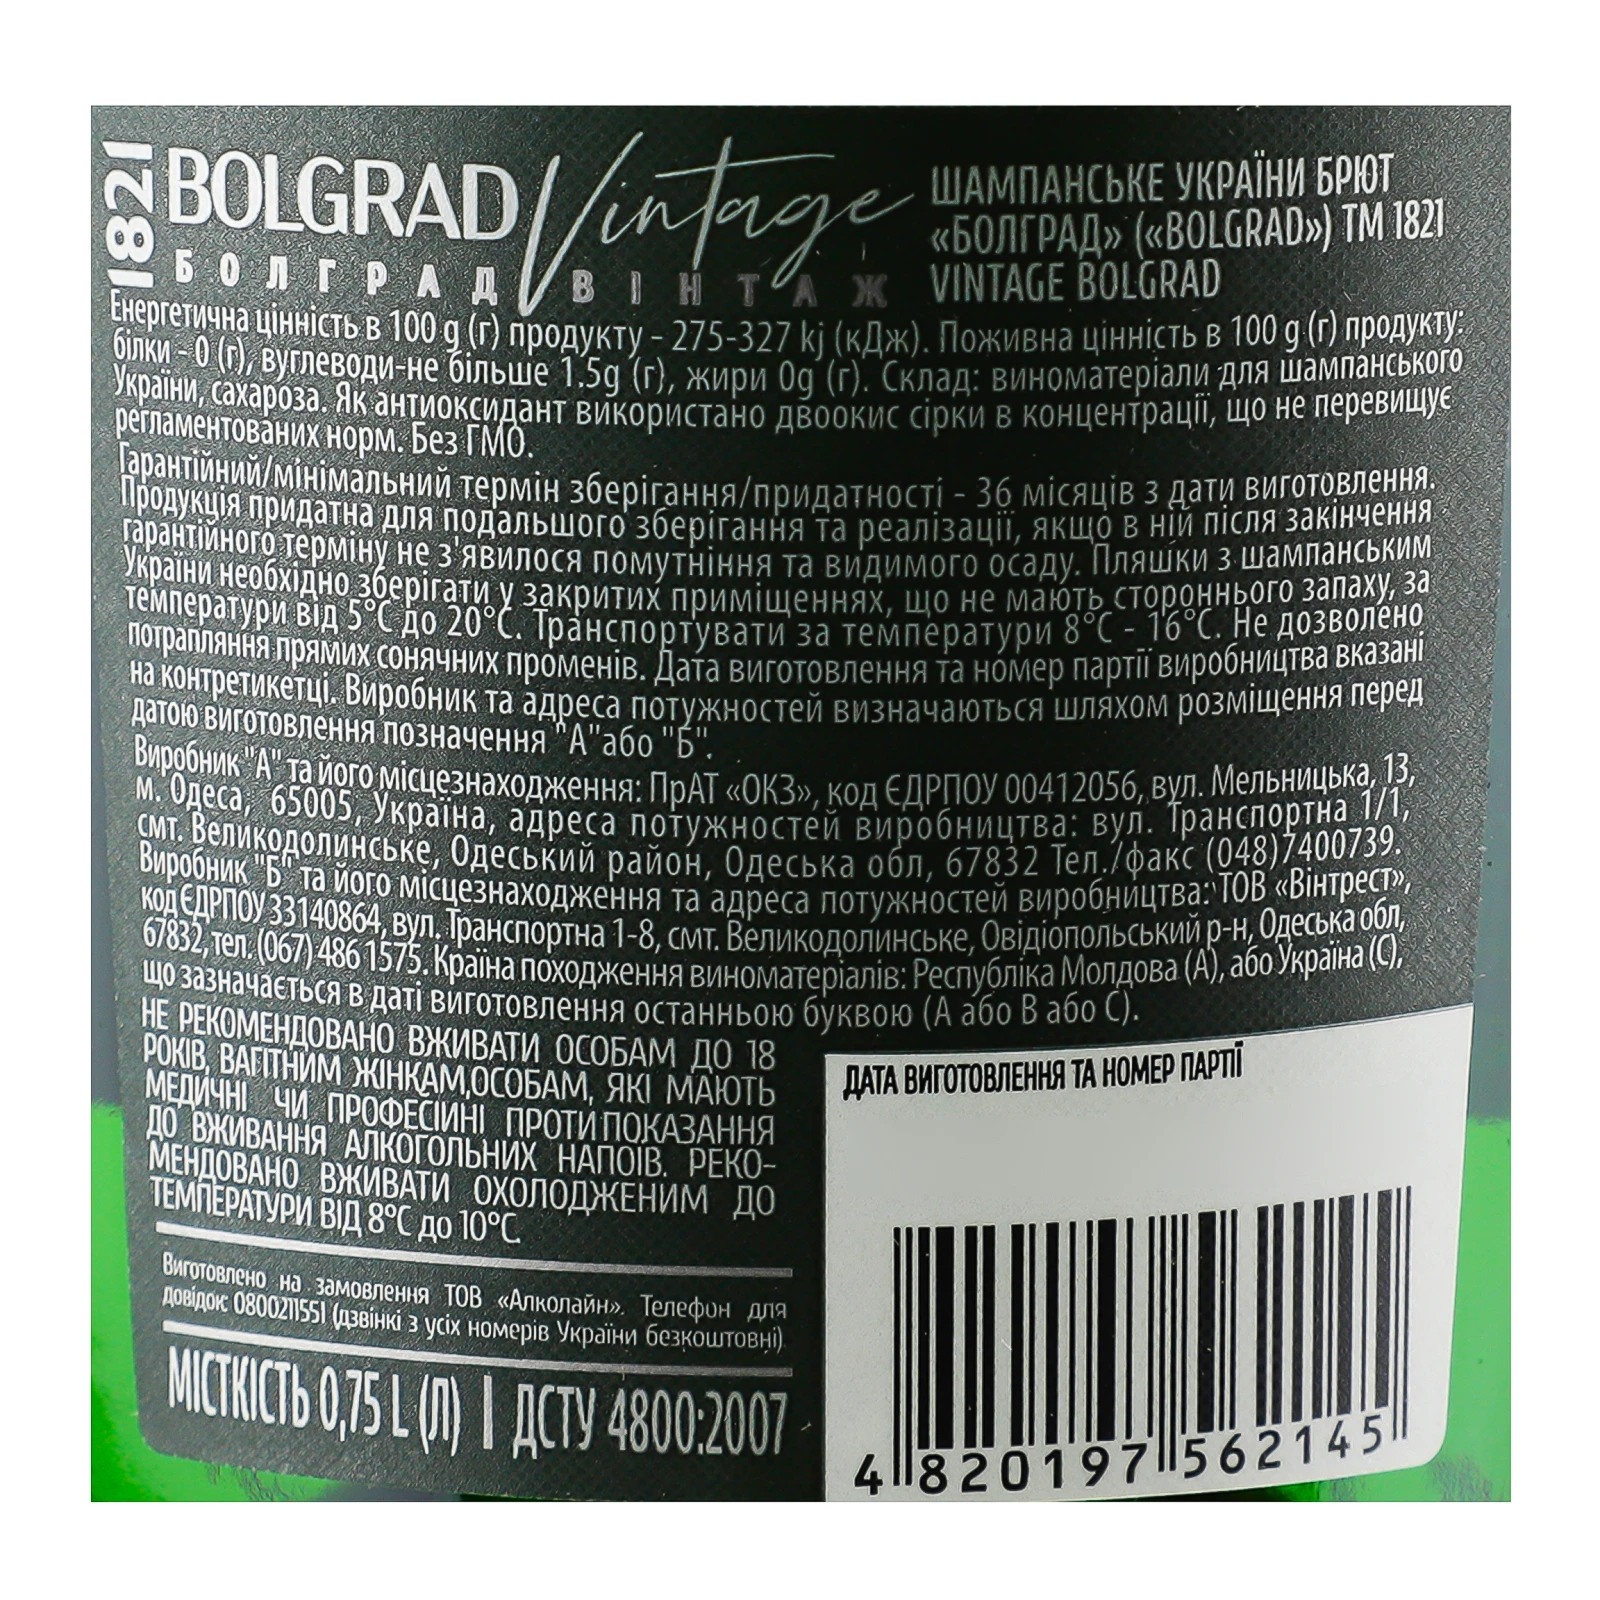 1821 BOLGRAD Vintage
БОЛГРАД ВІНТАЖ
ШАМПАНСЬКЕ УКРАЇНИ БРЮТ
«БОЛГРАД» («BOLGRAD») ТМ 1821
VINTAGE BOLGRAD
Енергетична цінність в 100 g (г) продукту - 275-327 kj (кДж). Поживна цінність в 100 g (г) продукту:
білки - 0 (г), вуглеводи-не більше 1.5g (г), жири 0g (г). Склад: виноматеріали для шампанського
України, сахароза. Як антиоксидант використано двоокис сірки в концентрації, що не перевищує
регламентованих норм. Без ГМО.
Гарантійний/мінімальний термін зберігання/придатності - 36 місяців з дати виготовлення.
Продукція придатна для подальшого зберігання та реалізації, якщо в ній після закінчення
гарантійного терміну не з'явилося помутніння та видимого осаду. Пляшки з шампанським
України необхідно зберігати у закритих приміщеннях, що не мають стороннього запаху, за
температури від 5°С до 20°С. Транспортувати за температури 8°С - 16°С. Не дозволено
потрапляння прямих сонячних променів. Дата виготовлення та номер партії виробництва вказані
на контретикетці. Виробник та адреса потужностей визначаються шляхом розміщення перед
датою виготовлення позначення "А"або "Б".
Виробник "А" та його місцезнаходження: ПрАТ «ОКЗ», код ЄДРПОУ 00412056, вул. Мельницька, 13,
м. Одеса, 65005, Україна, адреса потужностей виробництва: вул. Транспортна 1/1,
смт. Великодолинське, Одеський район, Одеська обл, 67832 Тел./факс (048)7400739.
Виробник "Б" та його місцезнаходження та адреса потужностей виробництва: ТОВ «Вінтрест»,
код ЄДРПОУ 33140864, вул. Транспортна 1-8, смт. Великодолинське, Овідіопольський р-н, Одеська обл,
67832, тел. (067) 486 1575. Країна походження виноматеріалів: Республіка Молдова (А), або Україна (С),
що зазначається в даті виготовлення останньою буквою (А або В або С).
НЕ РЕКОМЕНДОВАНО ВЖИВАТИ ОСОБАМ ДО 18
РОКІВ, ВАГІТНИМ ЖІНКАМ,ОСОБАМ, ЯКІ МАЮТЬ
МЕДИЧНІ ЧИ ПРОФЕСІЙНІ ПРОТИПОКАЗАННЯ
ДО ВЖИВАННЯ АЛКОГОЛЬНИХ НАПОЇВ. РЕКО-
МЕНДОВАНО ВЖИВАТИ ОХОЛОДЖЕНИМ ДО
ТЕМПЕРАТУРИ ВІД 8°С до 10°С.
Виготовлено на замовлення ТОВ «Алколайн». Телефон для
довідок: 0800211551 (дзвінкі з усіх номерів України безкоштовні).
МІСТКІСТЬ 0,75 L (Л) | ДСТУ 4800:2007
ДАТА ВИГОТОВЛЕННЯ ТА НОМЕР ПАРТІЇ
4 820197 562145